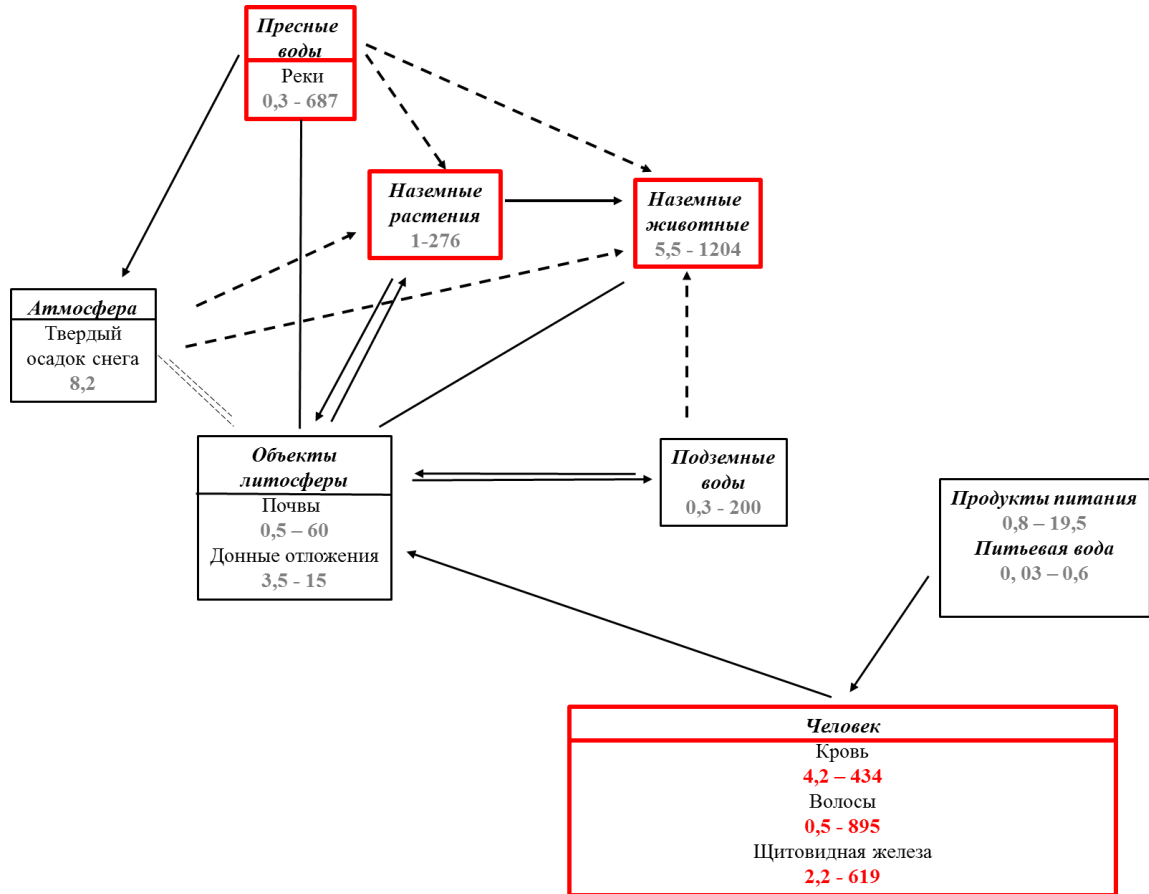 Пресные
воды
Реки
0,3 - 687
Наземные
растения
1-276
Наземные
животные
5,5 - 1204
Атмосфера
Твердый
осадок снега
8,2
Объекты
литосферы
Почвы
0,5 – 60
Донные отложения
3,5 - 15
Подземные
воды
0,3 - 200
Продукты питания
0,8 – 19,5
Питьевая вода
0, 03 – 0,6
Человек
Кровь
4,2 – 434
Волосы
0,5 - 895
Щитовидная железа
2,2 - 619